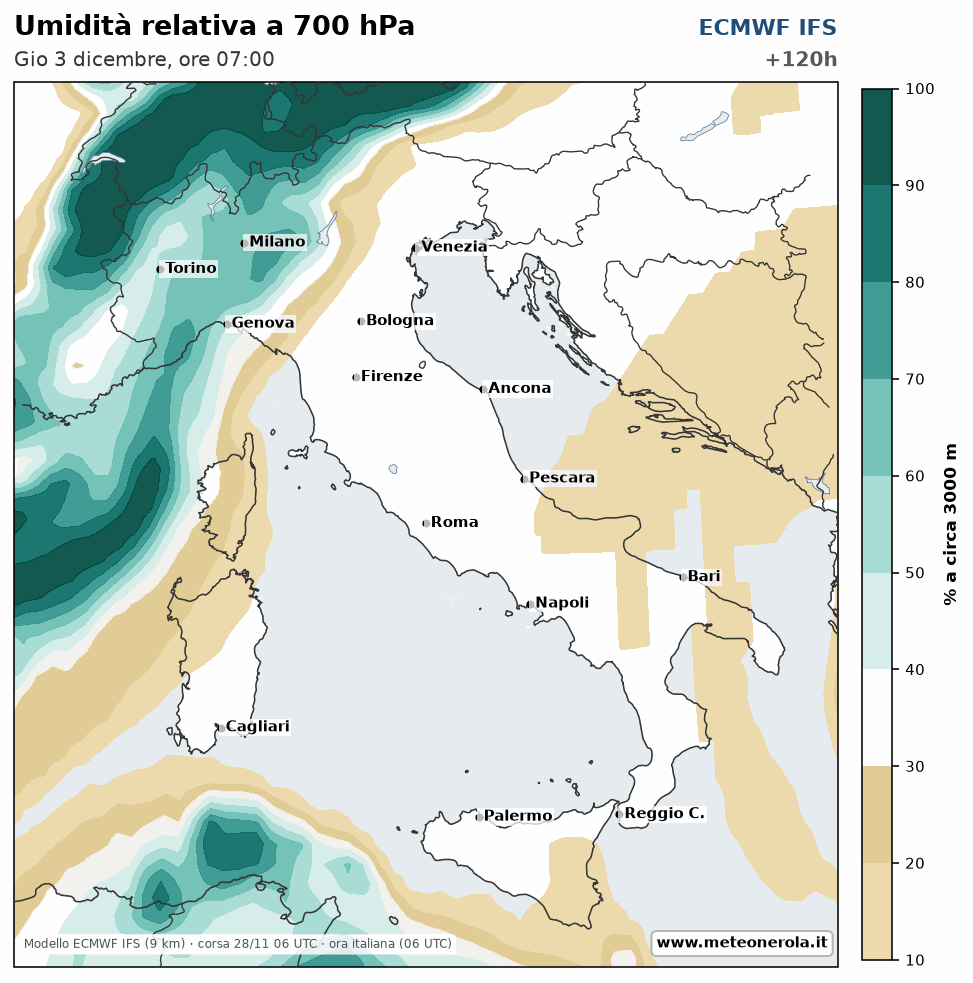 Umidità relativa a 700 hPa
ECMWF IFS
Gio 3 dicembre, ore 07:00
+120h
100
90
80
70
60
50
40
30
20
10
% a circa 3000 m
Milano
Venezia
Torino
Genova
Bologna
Firenze
Ancona
Pescara
Roma
Bari
Napoli
Cagliari
Palermo
Reggio C.
Modello ECMWF IFS (9 km) · corsa 28/11 06 UTC · ora italiana (06 UTC)
www.meteonerola.it